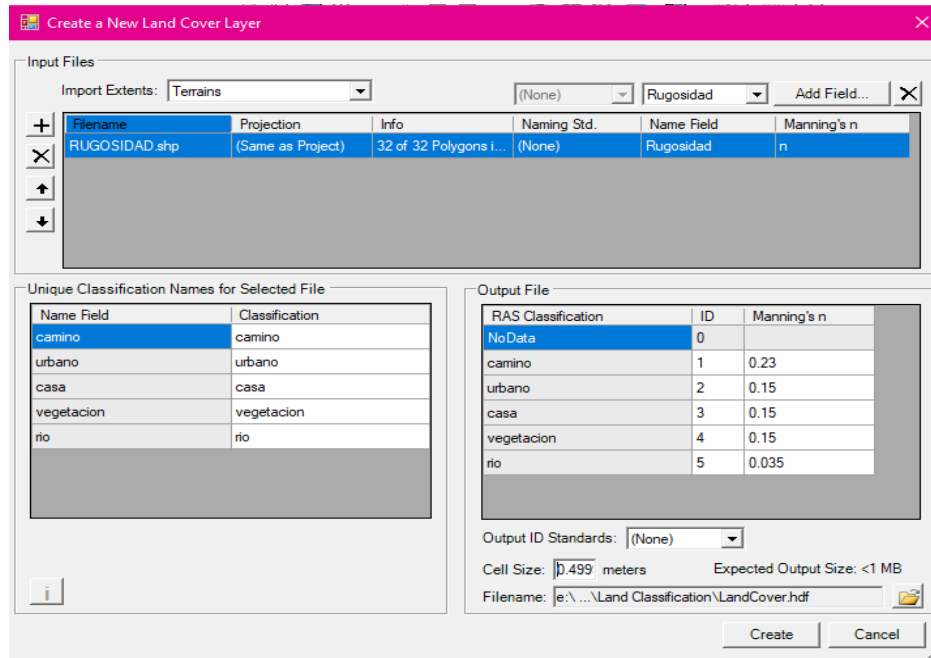 Create a New Land Cover Layer
Input Files
Import Extents: Terrains (None) Rugosidad Add Field...
Filename Projection Info Naming Std. Name Field Manning's n
RUGOSIDAD.shp (Same as Project) 32 of 32 Polygons i... (None) Rugosidad n
Unique Classification Names for Selected File
Name Field Classification
camino camino
urbano urbano
casa casa
vegetacion vegetacion
rio rio
i
Output File
RAS Classification ID Manning's n
NoData 0
camino 1 0.23
urbano 2 0.15
casa 3 0.15
vegetacion 4 0.15
rio 5 0.035
Output ID Standards: (None)
Cell Size: 0.499 meters Expected Output Size: <1 MB
Filename: e:\ ...\Land Classification\LandCover.hdf
Create Cancel